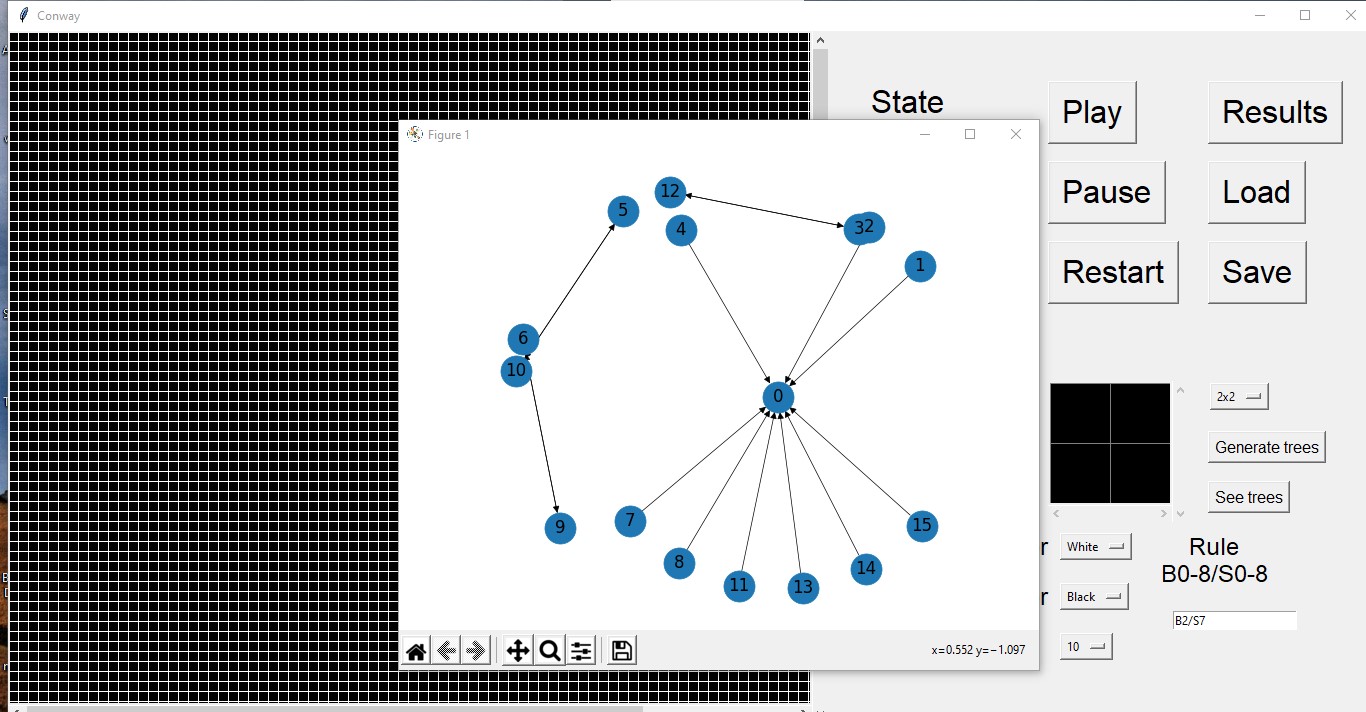 Conway
State
Play
Results
Figure 1
12
5
4
32
1
Pause
Load
Restart
Save
6
10
0
2x2
Generate trees
See trees
9
7
8
11
13
14
15
r White
Rule
B0-8/S0-8
r Black
B2/S7
10
x=0.552 y=−1.097